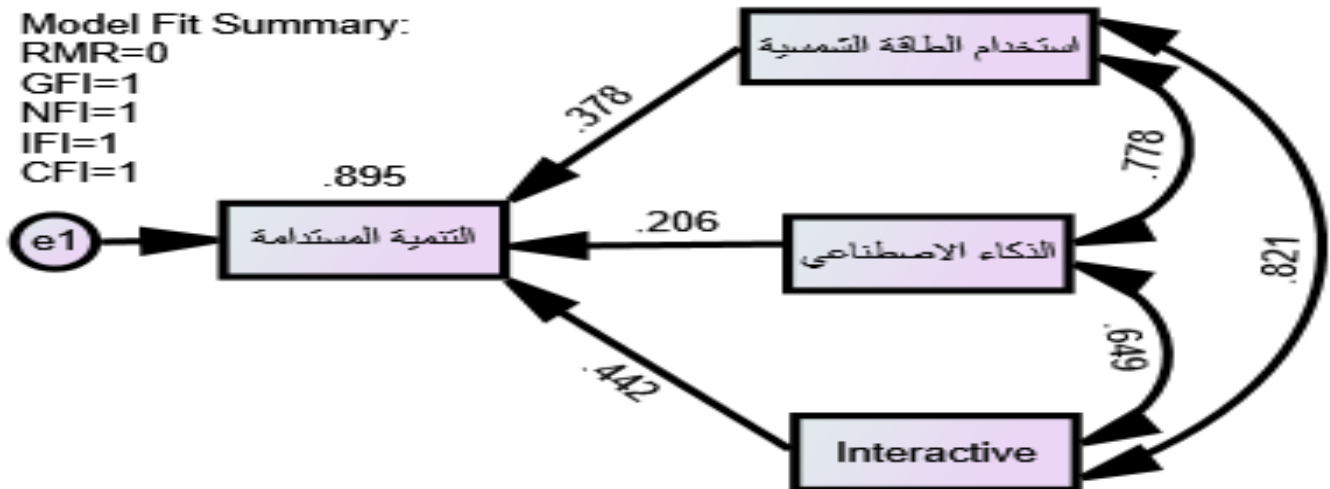 Model Fit Summary:
RMR=0
GFI=1
NFI=1
IFI=1
CFI=1
استخدام الطاقة الشمسية
.378
.778
.895
e1
التنمية المستدامة
.206
الذكاء الاصطناعي
.821
.649
.442
Interactive